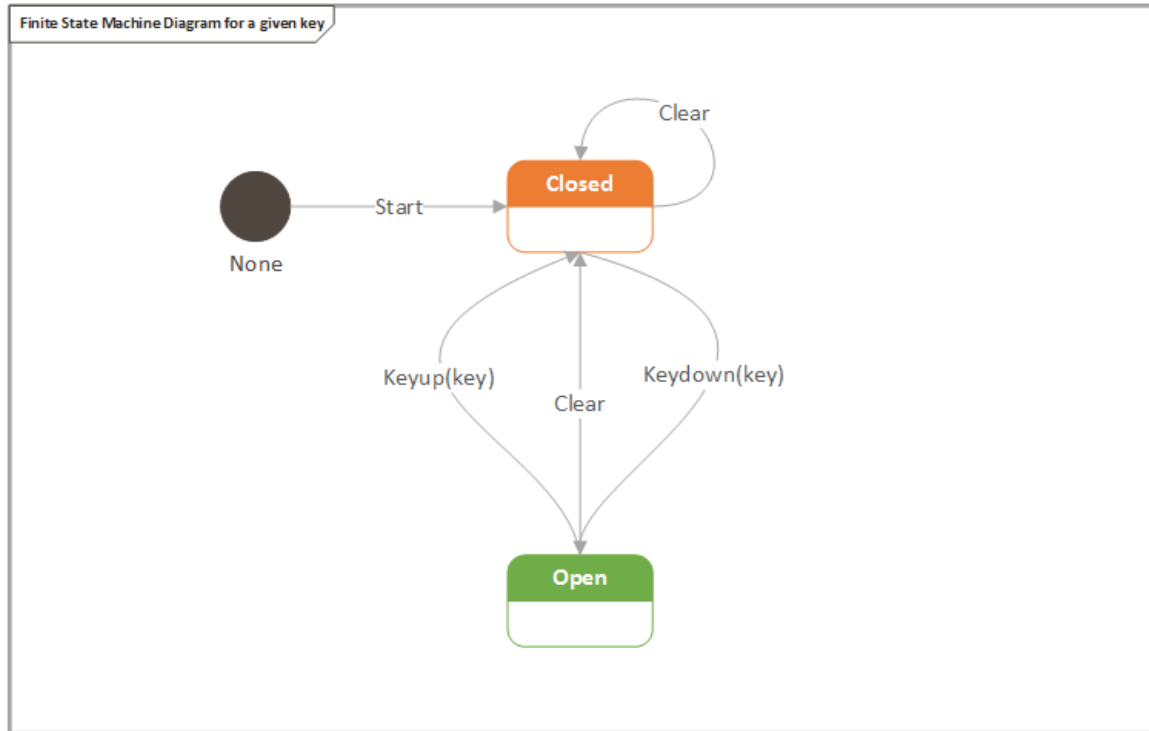 Finite State Machine Diagram for a given key
Clear
Closed
Start
None
Keyup(key)
Keydown(key)
Clear
Open